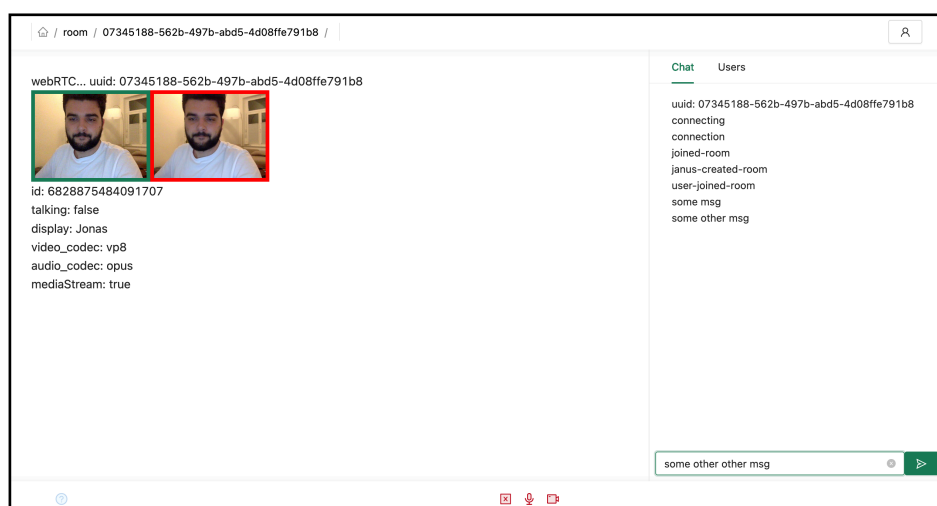 / room / 07345188-562b-497b-abd5-4d08ffe791b8 /
webRTC... uuid: 07345188-562b-497b-abd5-4d08ffe791b8
id: 6828875484091707
talking: false
display: Jonas
video_codec: vp8
audio_codec: opus
mediaStream: true
Chat Users
uuid: 07345188-562b-497b-abd5-4d08ffe791b8
connecting
connection
joined-room
janus-created-room
user-joined-room
some msg
some other msg
some other other msg